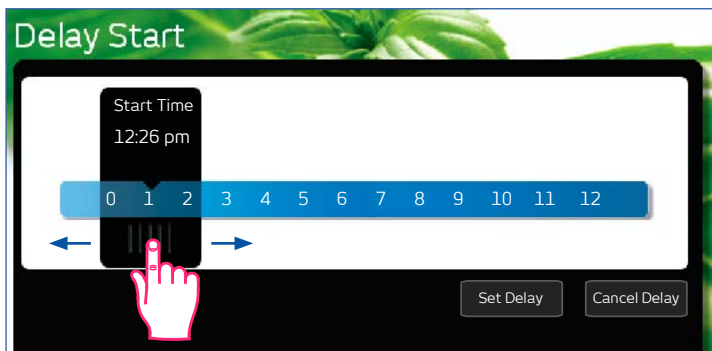 Delay Start
Start Time
12:26 pm
0 1 2 3 4 5 6 7 8 9 10 11 12
Set Delay Cancel Delay